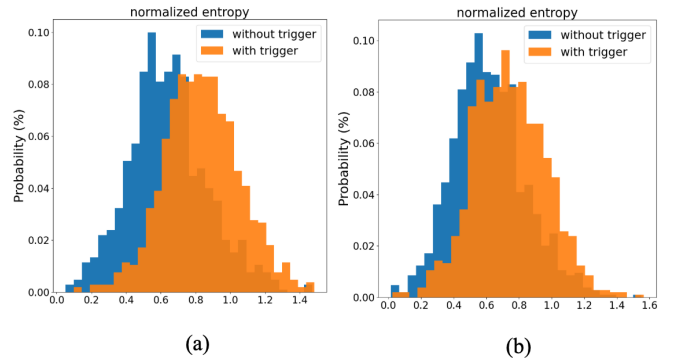 normalized entropy
without trigger
with trigger
Probability (%)
0.10
0.08
0.06
0.04
0.02
0.00
0.0 0.2 0.4 0.6 0.8 1.0 1.2 1.4
(a)
normalized entropy
without trigger
with trigger
Probability (%)
0.10
0.08
0.06
0.04
0.02
0.00
0.0 0.2 0.4 0.6 0.8 1.0 1.2 1.4 1.6
(b)